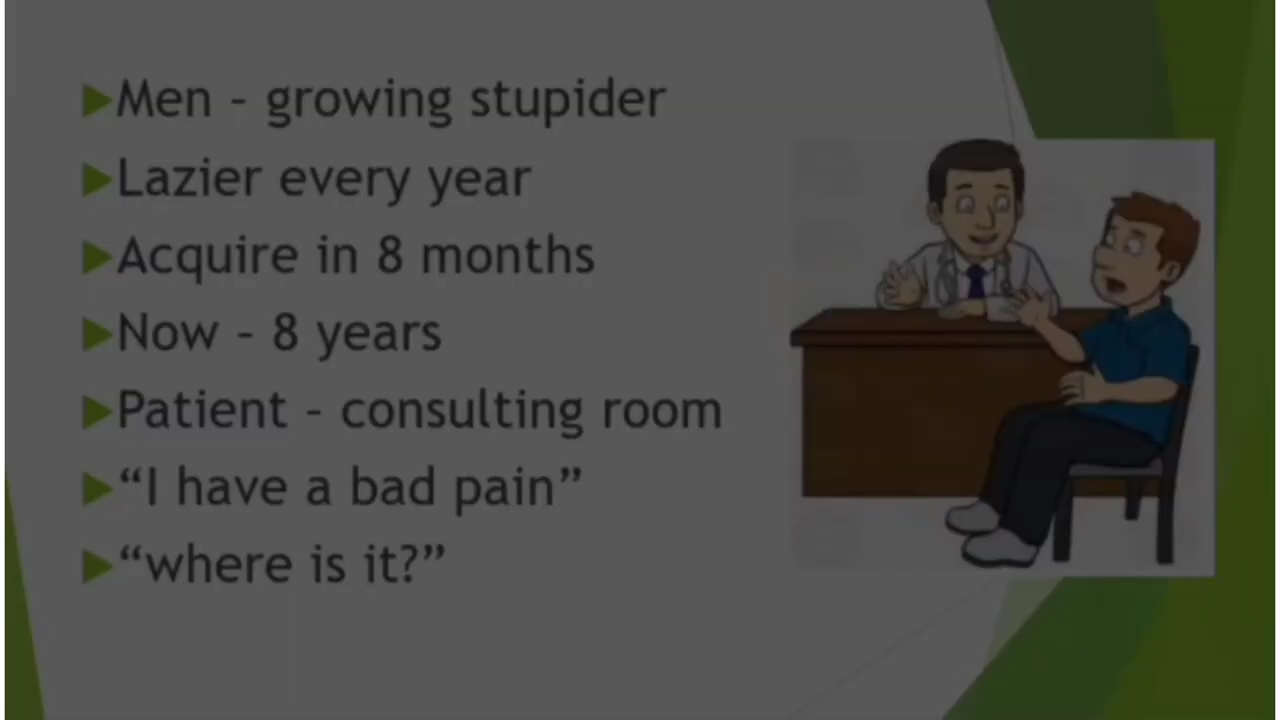 Men – growing stupider
Lazier every year
Acquire in 8 months
Now – 8 years
Patient – consulting room
“I have a bad pain”
“where is it?”